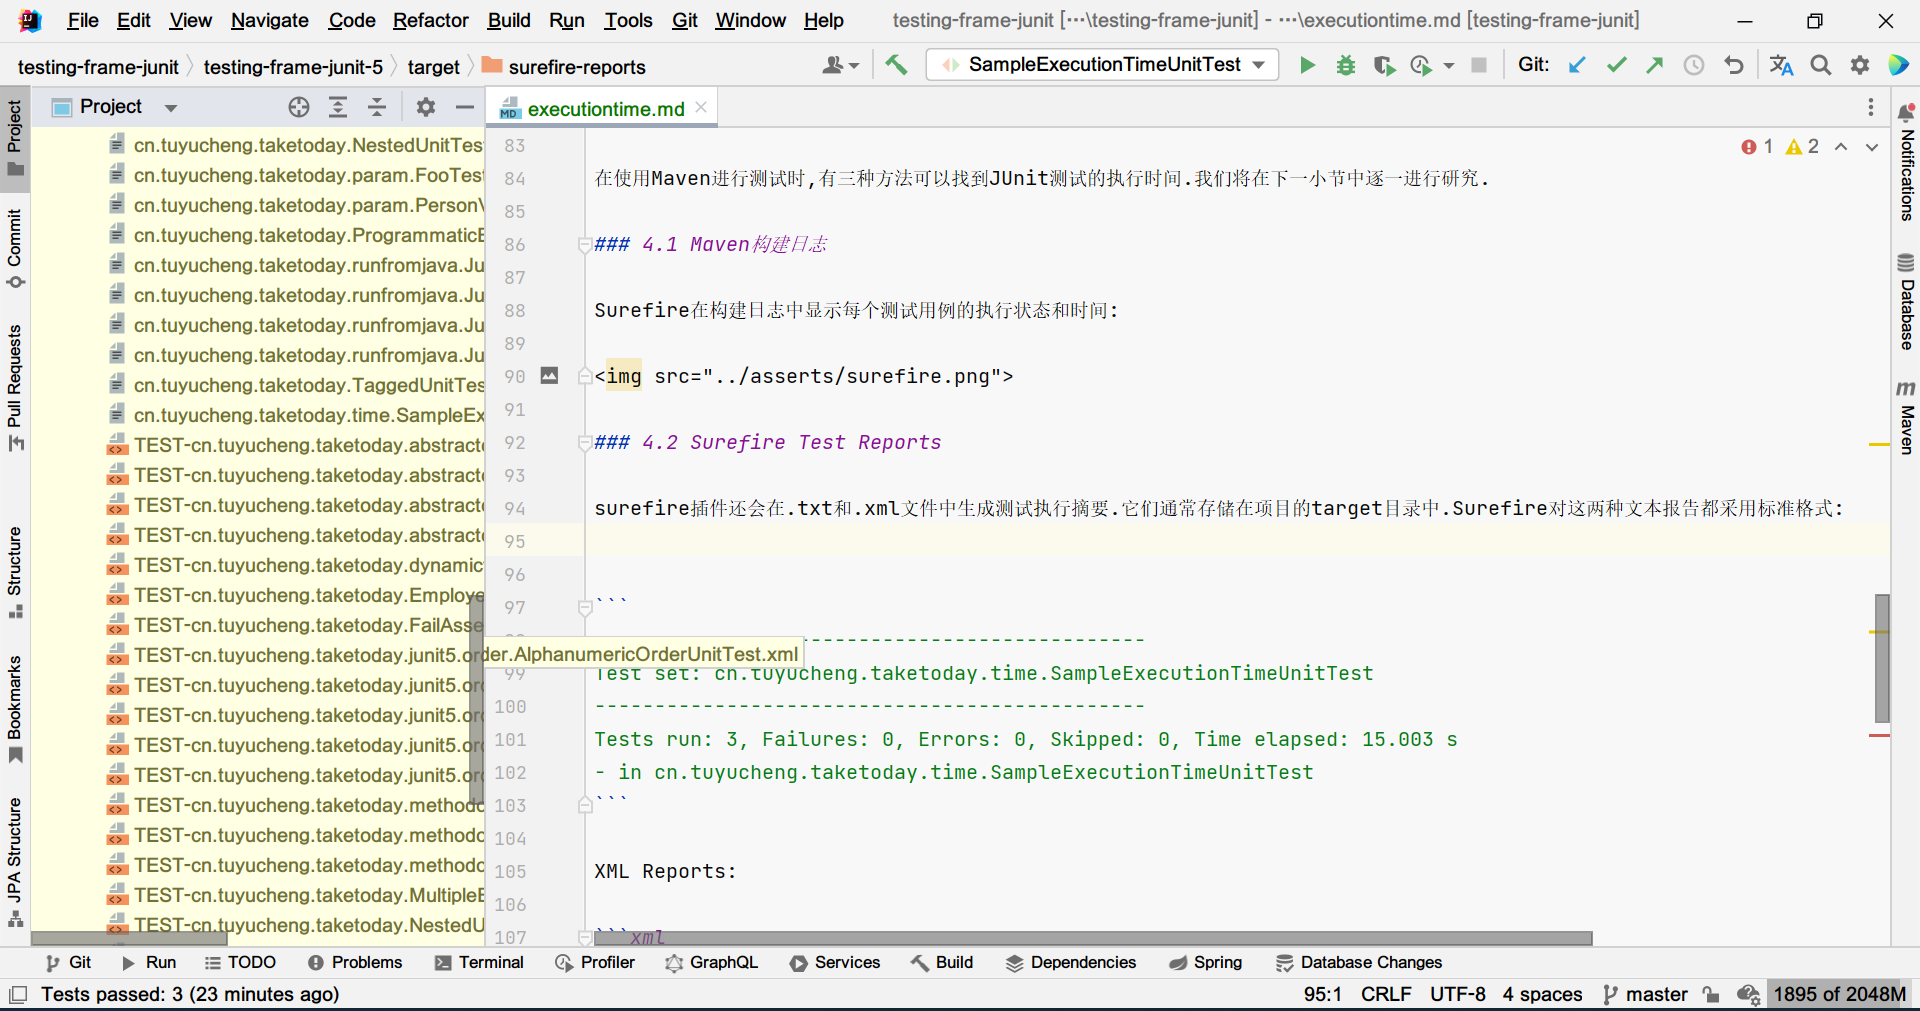 File Edit View Navigate Code Refactor Build Run Tools Git Window Help testing-frame-junit [...\testing-frame-junit] - ...\executiontime.md [testing-frame-junit]
testing-frame-junit testing-frame-junit-5 target surefire-reports SampleExecutionTimeUnitTest Git:
Project
executiontime.md
Project
Commit
Pull Requests
Structure
Bookmarks
JPA Structure
cn.tuyucheng.taketoday.NestedUnitTes
cn.tuyucheng.taketoday.param.FooTest
cn.tuyucheng.taketoday.param.PersonV
cn.tuyucheng.taketoday.ProgrammaticE
cn.tuyucheng.taketoday.runfromjava.Ju
cn.tuyucheng.taketoday.runfromjava.Ju
cn.tuyucheng.taketoday.runfromjava.Ju
cn.tuyucheng.taketoday.runfromjava.Ju
cn.tuyucheng.taketoday.TaggedUnitTes
cn.tuyucheng.taketoday.time.SampleEx
TEST-cn.tuyucheng.taketoday.abstract
TEST-cn.tuyucheng.taketoday.abstract
TEST-cn.tuyucheng.taketoday.abstract
TEST-cn.tuyucheng.taketoday.abstract
TEST-cn.tuyucheng.taketoday.dynamic
TEST-cn.tuyucheng.taketoday.Employe
TEST-cn.tuyucheng.taketoday.FailAsse
TEST-cn.tuyucheng.taketoday.junit5.order.AlphanumericOrderUnitTest.xml
TEST-cn.tuyucheng.taketoday.junit5.or
TEST-cn.tuyucheng.taketoday.junit5.or
TEST-cn.tuyucheng.taketoday.junit5.or
TEST-cn.tuyucheng.taketoday.junit5.or
TEST-cn.tuyucheng.taketoday.methodo
TEST-cn.tuyucheng.taketoday.methodo
TEST-cn.tuyucheng.taketoday.methodo
TEST-cn.tuyucheng.taketoday.MultipleE
TEST-cn.tuyucheng.taketoday.NestedU
1 2
83
84 在使用Maven进行测试时,有三种方法可以找到JUnit测试的执行时间.我们将在下一小节中逐一进行研究.
85
86 ### 4.1 Maven构建日志
87
88 Surefire在构建日志中显示每个测试用例的执行状态和时间:
89
90 <img src="../asserts/surefire.png">
91
92 ### 4.2 Surefire Test Reports
93
94 surefire插件还会在.txt和.xml文件中生成测试执行摘要.它们通常存储在项目的target目录中.Surefire对这两种文本报告都采用标准格式:
95
96
97 ```
-----------------------------
99 Test set: cn.tuyucheng.taketoday.time.SampleExecutionTimeUnitTest
100 ----------------------------------------------
101 Tests run: 3, Failures: 0, Errors: 0, Skipped: 0, Time elapsed: 15.003 s
102 - in cn.tuyucheng.taketoday.time.SampleExecutionTimeUnitTest
103 ```
104
105 XML Reports:
106
107 ```xml
Notifications
Database
m Maven
Git Run TODO Problems Terminal Profiler GraphQL Services Build Dependencies Spring Database Changes
Tests passed: 3 (23 minutes ago) 95:1 CRLF UTF-8 4 spaces master 1895 of 2048M